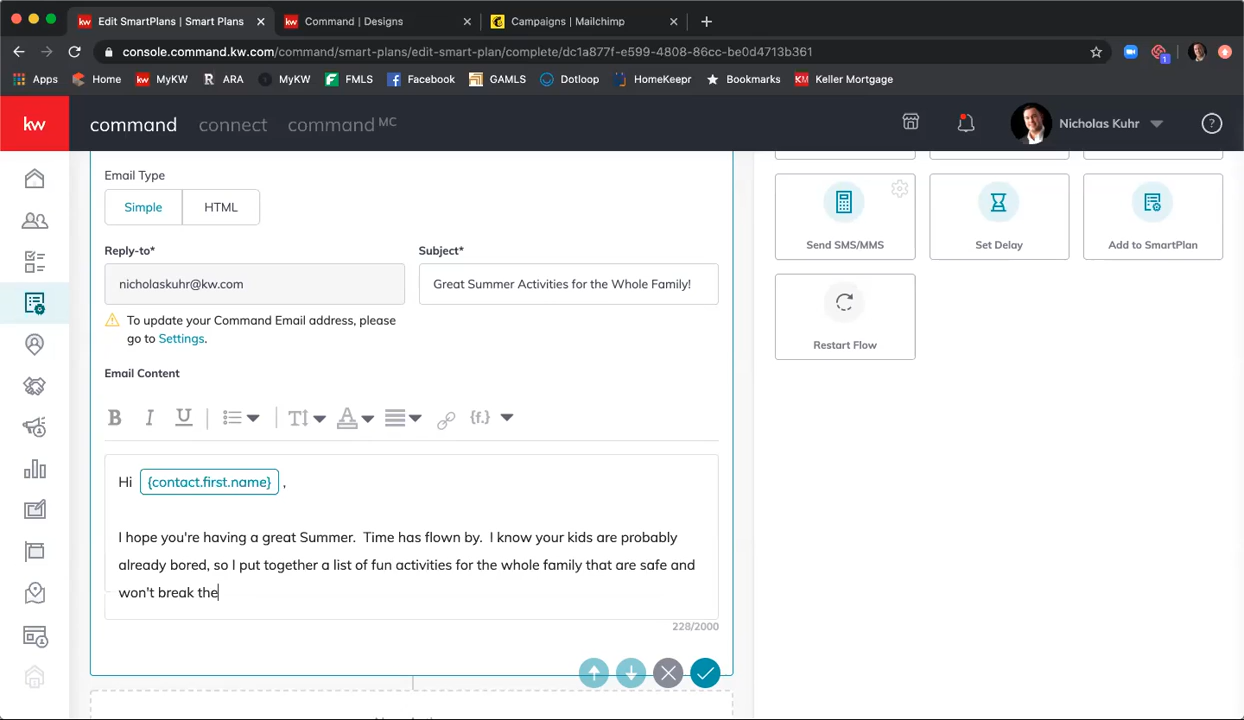 Edit SmartPlans | Smart Plans
Command | Designs
Campaigns | Mailchimp
console.command.kw.com/command/smart-plans/edit-smart-plan/complete/dc1a877f-e599-4808-86cc-be0d4713b361
Apps Home MyKW ARA MyKW FMLS Facebook GAMLS Dotloop HomeKeepr Bookmarks Keller Mortgage
kw command connect command MC Nicholas Kuhr
Email Type
Simple HTML
Reply-to* Subject*
nicholaskuhr@kw.com Great Summer Activities for the Whole Family!
To update your Command Email address, please
go to Settings.
Email Content
B I U T {f.}
Hi {contact.first.name} ,
I hope you're having a great Summer. Time has flown by. I know your kids are probably
already bored, so I put together a list of fun activities for the whole family that are safe and
won't break the
228/2000
Send SMS/MMS Set Delay Add to SmartPlan
Restart Flow